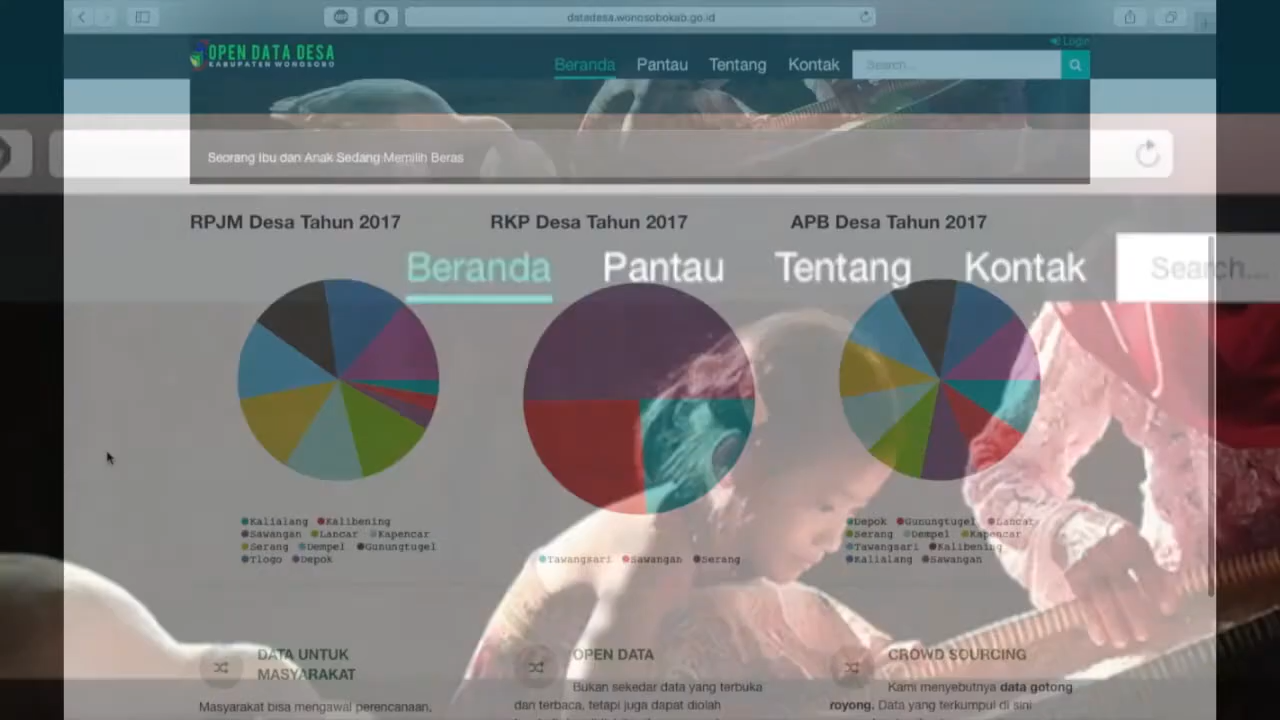 datadesa.wonosobokab.go.id
Login
OPEN DATA DESA
KABUPATEN WONOSOBO
Beranda Pantau Tentang Kontak Search...
Seorang Ibu dan Anak Sedang Memilih Beras
RPJM Desa Tahun 2017 RKP Desa Tahun 2017 APB Desa Tahun 2017
Beranda Pantau Tentang Kontak Search...
Kalialang Kalibening
Sawangan Lancar Kapencar
Serang Dempel Gunungtugel
Tlogo Depok
Tawangsari Sawangan Serang
Depok Gunungtugel Lancar
Serang Dempel Kapencar
Tawangsari Kalibening
Kalialang Sawangan
DATA UNTUK
MASYARAKAT
Masyarakat bisa mengawal perencanaan,
OPEN DATA
Bukan sekedar data yang terbuka
dan terbaca, tetapi juga dapat diolah
CROWD SOURCING
Kami menyebutnya data gotong
royong. Data yang terkumpul di sini